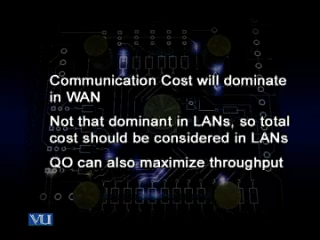 Communication Cost will dominate
in WAN
Not that dominant in LANs, so total
cost should be considered in LANs
QO can also maximize throughput
VU